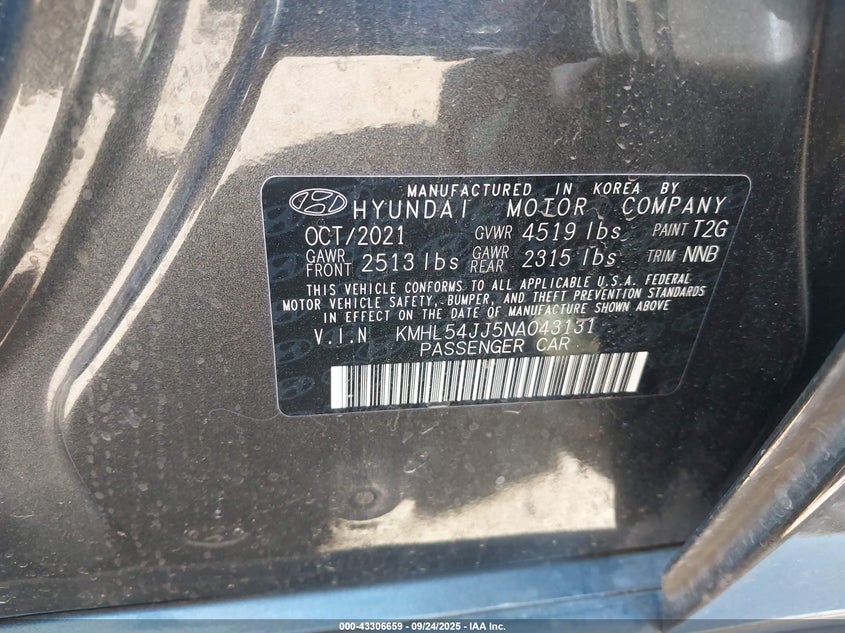 MANUFACTURED IN KOREA BY
HYUNDAI MOTOR COMPANY
OCT/2021 GVWR 4519 lbs PAINT T2G
GAWR FRONT 2513 lbs GAWR REAR 2315 lbs TRIM NNB
THIS VEHICLE CONFORMS TO ALL APPLICABLE U.S.A. FEDERAL
MOTOR VEHICLE SAFETY, BUMPER, AND THEFT PREVENTION STANDARDS
IN EFFECT ON THE DATE OF MANUFACTURE SHOWN ABOVE
V.I.N KMHL54JJ5NA043131
PASSENGER CAR
000-43306659 - 09/24/2025 - IAA Inc.